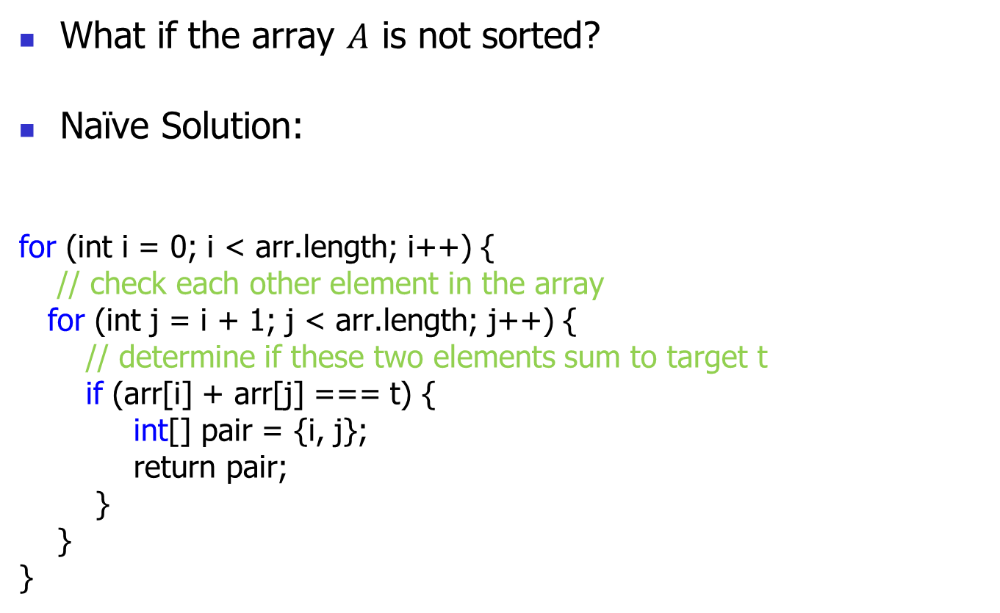 What if the array A is not sorted?
Naïve Solution:
for (int i = 0; i < arr.length; i++) {
// check each other element in the array
for (int j = i + 1; j < arr.length; j++) {
// determine if these two elements sum to target t
if (arr[i] + arr[j] === t) {
int[] pair = {i, j};
return pair;
}
}
}